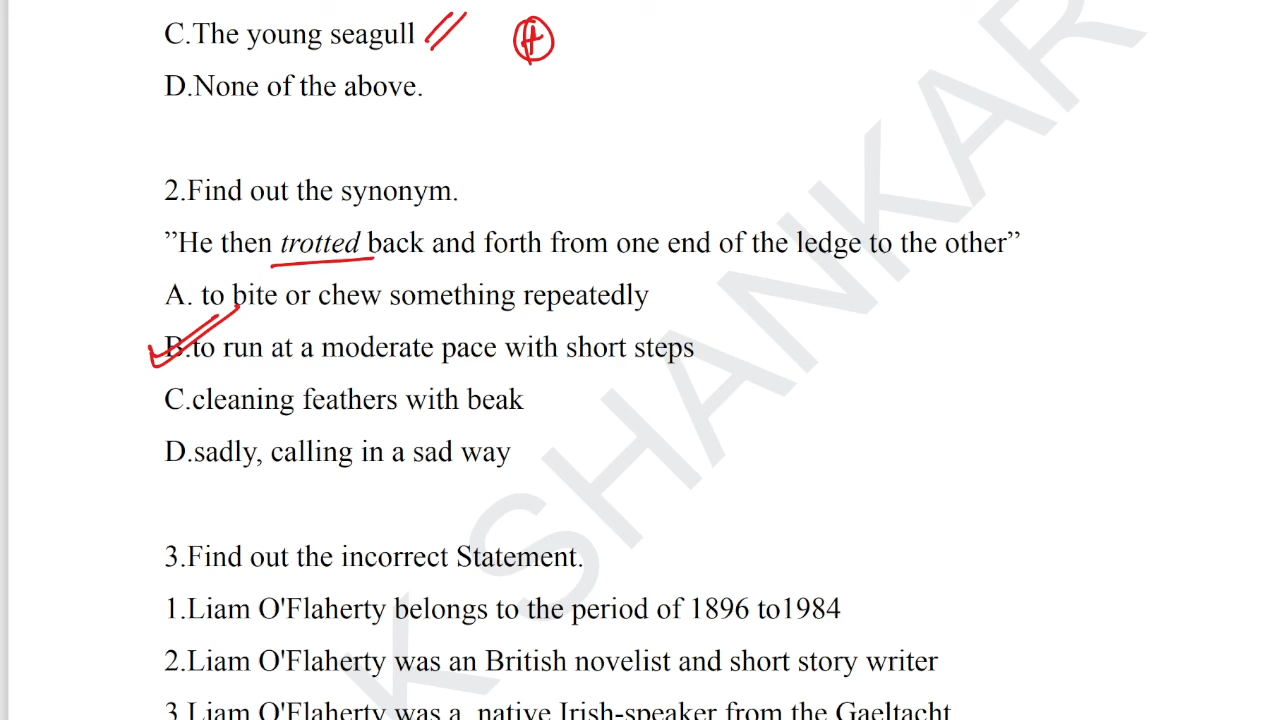 C.The young seagull
D.None of the above.
2.Find out the synonym.
”He then trotted back and forth from one end of the ledge to the other”
A. to bite or chew something repeatedly
B.to run at a moderate pace with short steps
C.cleaning feathers with beak
D.sadly, calling in a sad way
3.Find out the incorrect Statement.
1.Liam O'Flaherty belongs to the period of 1896 to1984
2.Liam O'Flaherty was an British novelist and short story writer
3.Liam O'Flaherty was a native Irish-speaker from the Gaeltacht
K SHANKAR